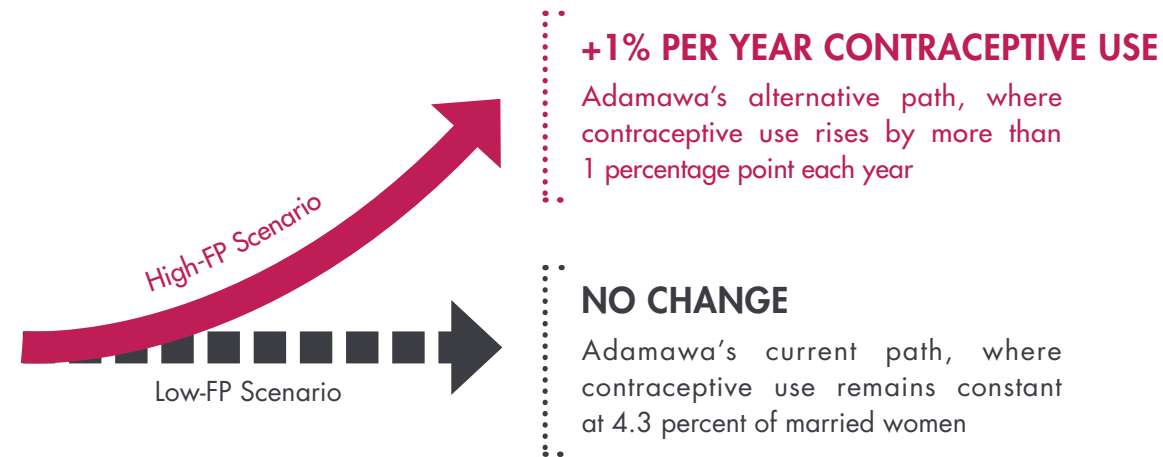 +1% PER YEAR CONTRACEPTIVE USE
Adamawa’s alternative path, where
contraceptive use rises by more than
1 percentage point each year
High-FP Scenario
NO CHANGE
Adamawa’s current path, where
contraceptive use remains constant
at 4.3 percent of married women
Low-FP Scenario